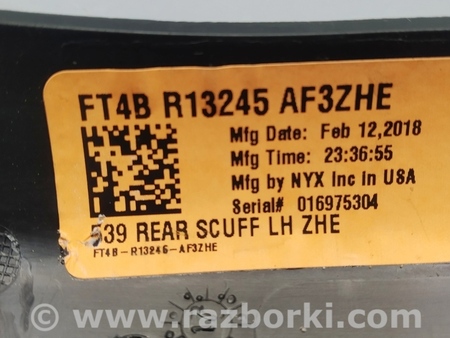 FT4B R13245 AF3ZHE
Mfg Date: Feb 12,2018
Mfg Time: 23:36:55
Mfg by NYX Inc in USA
Serial# 016975304
539 REAR SCUFF LH ZHE
FT4B-R13246-AF3ZHE
© www.razborki.com